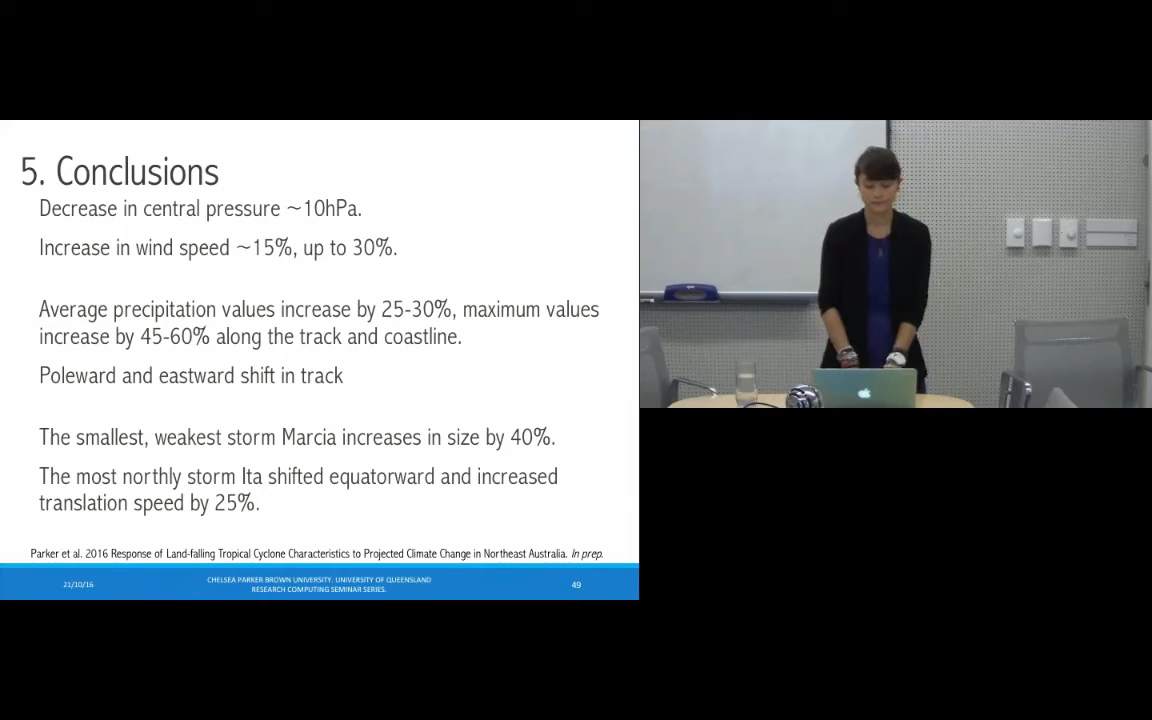 5. Conclusions
Decrease in central pressure ~10hPa.
Increase in wind speed ~15%, up to 30%.
Average precipitation values increase by 25-30%, maximum values
increase by 45-60% along the track and coastline.
Poleward and eastward shift in track
The smallest, weakest storm Marcia increases in size by 40%.
The most northly storm Ita shifted equatorward and increased
translation speed by 25%.
Parker et al. 2016 Response of Land-falling Tropical Cyclone Characteristics to Projected Climate Change in Northeast Australia. In prep.
21/10/16
CHELSEA PARKER BROWN UNIVERSITY. UNIVERSITY OF QUEENSLAND
RESEARCH COMPUTING SEMINAR SERIES.
49